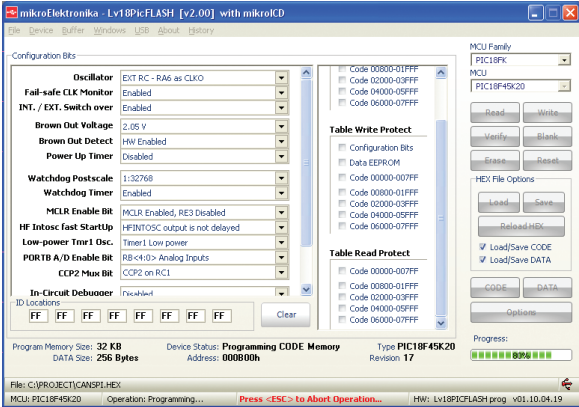 mikroElektronika - Lv18PicFLASH [v2.00] with mikroICD
File Device Buffer Windows USB About History
Configuration Bits
Oscillator EXT RC - RA6 as CLKO
Fail-safe CLK Monitor Enabled
INT. / EXT. Switch over Enabled
Brown Out Voltage 2.05 V
Brown Out Detect HW Enabled
Power Up Timer Disabled
Watchdog Postscale 1:32768
Watchdog Timer Enabled
MCLR Enable Bit MCLR Enabled, RE3 Disabled
HF Intosc fast StartUp HFINTOSC output is not delayed
Low-power Tmr1 Osc. Timer1 Low power
PORTB A/D Enable Bit RB<4:0> Analog Inputs
CCP2 Mux Bit CCP2 on RC1
In-Circuit Debugger Disabled
Code 00800-01FFF
Code 02000-03FFF
Code 04000-05FFF
Code 06000-07FFF
Table Write Protect
Configuration Bits
Data EEPROM
Code 00000-007FF
Code 00800-01FFF
Code 02000-03FFF
Code 04000-05FFF
Code 06000-07FFF
Table Read Protect
Code 00000-007FF
Code 00800-01FFF
Code 02000-03FFF
Code 04000-05FFF
Code 06000-07FFF
ID Locations
FF FF FF FF FF FF FF FF Clear
MCU Family
PIC18FK
MCU
PIC18F45K20
Read Write
Verify Blank
Erase Reset
HEX File Options
Load Save
Reload HEX
Load/Save CODE
Load/Save DATA
CODE DATA
Options
Progress:
80%
Program Memory Size: 32 KB Device Status: Programming CODE Memory Type PIC18F45K20
DATA Size: 256 Bytes Address: 000B00h Revision 17
File: C:\PROJECT\CANSPI.HEX
MCU: PIC18F45K20 Operation: Programming... Press <ESC> to Abort Operation... HW: Lv18PICFLASH prog v01.10.04.19